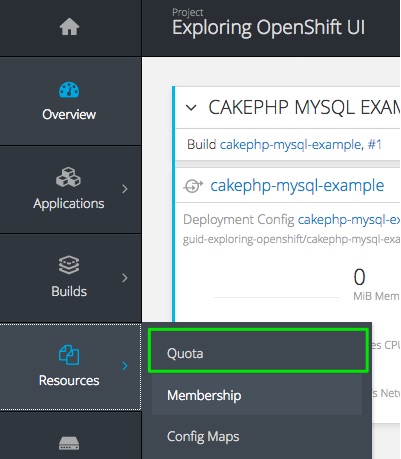 Project
Exploring OpenShift UI
Overview
Applications
Builds
Resources
CAKEPHP MYSQL EXAM
Build cakephp-mysql-example, #1
cakephp-mysql-example
Deployment Config cakephp-mysql-ex
guid-exploring-openshift/cakephp-mysql-exa
0
MiB Mem
es CPU
's Netw
Quota
Membership
Config Maps